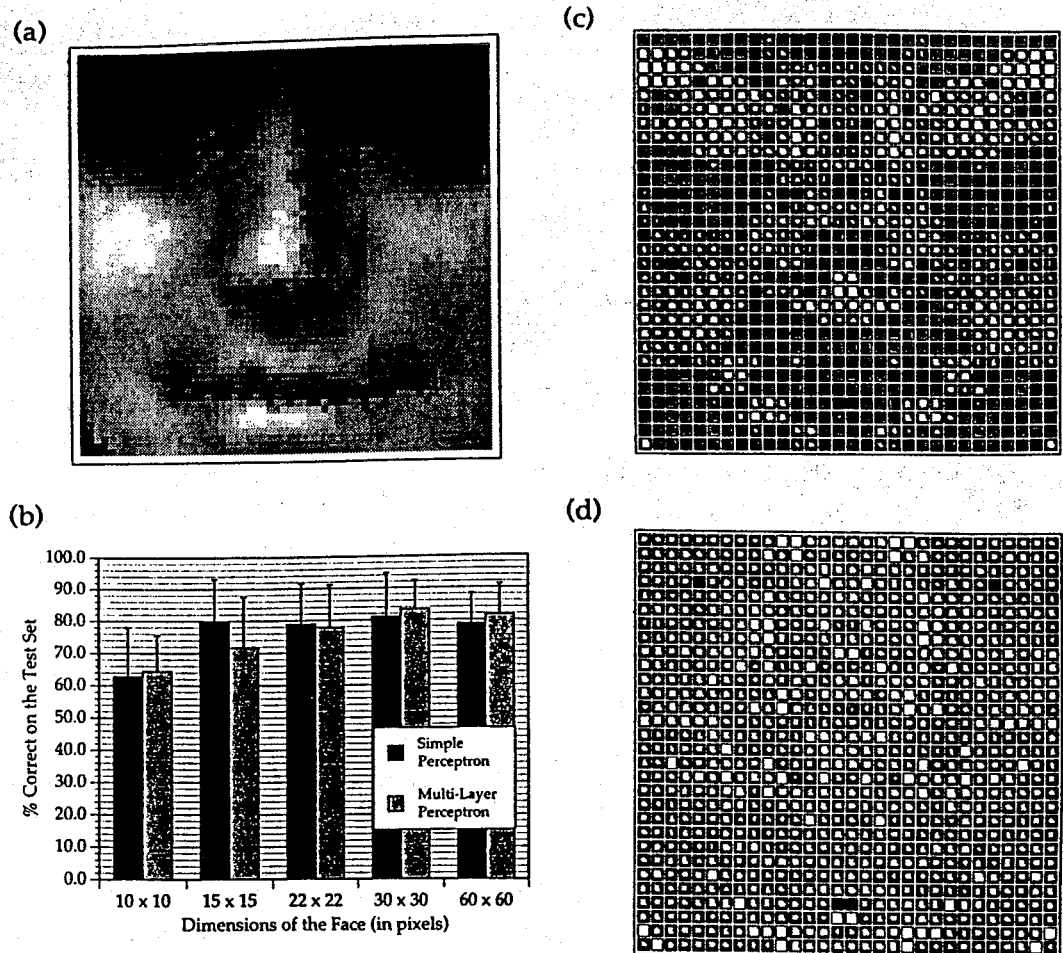 (a)
(c)
(b)
% Correct on the Test Set
100.0
90.0
80.0
70.0
60.0
50.0
40.0
30.0
20.0
10.0
0.0
Simple
Perceptron
Multi-Layer
Perceptron
10 x 10
15 x 15
22 x 22
30 x 30
60 x 60
Dimensions of the Face (in pixels)
(d)